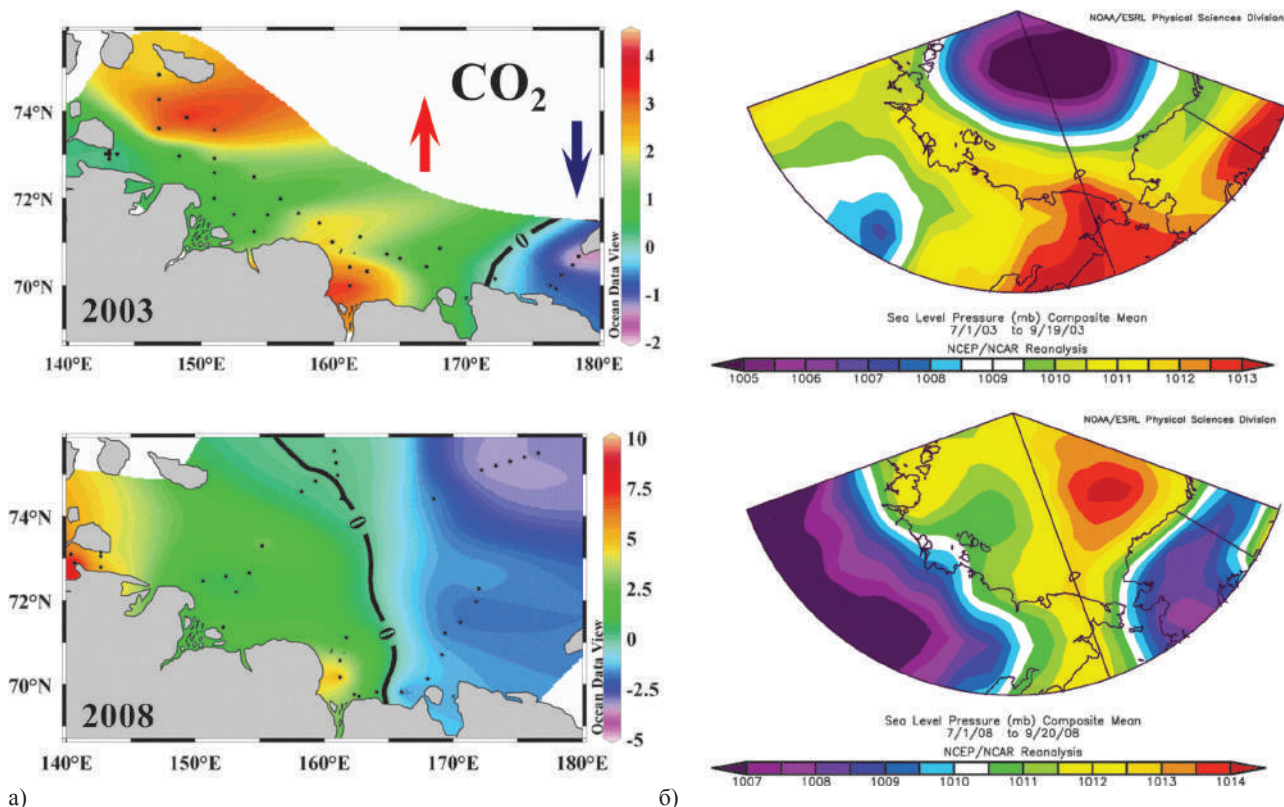 CO2
74°N
72°N
70°N
2003
140°E 150°E 160°E 170°E 180°E
0
Ocean Data View
4
3
2
1
0
-1
-2
NOAA/ESRL Physical Sciences Division
Sea Level Pressure (mb) Composite Mean
7/1/03 to 9/19/03
NCEP/NCAR Reanalysis
1005 1006 1007 1008 1009 1010 1011 1012 1013
74°N
72°N
70°N
2008
140°E 150°E 160°E 170°E 180°E
0
0
Ocean Data View
10
7.5
5
2.5
0
-2.5
-5
NOAA/ESRL Physical Sciences Division
Sea Level Pressure (mb) Composite Mean
7/1/08 to 9/20/08
NCEP/NCAR Reanalysis
1007 1008 1009 1010 1010 1011 1012 1013 1014
а)
б)